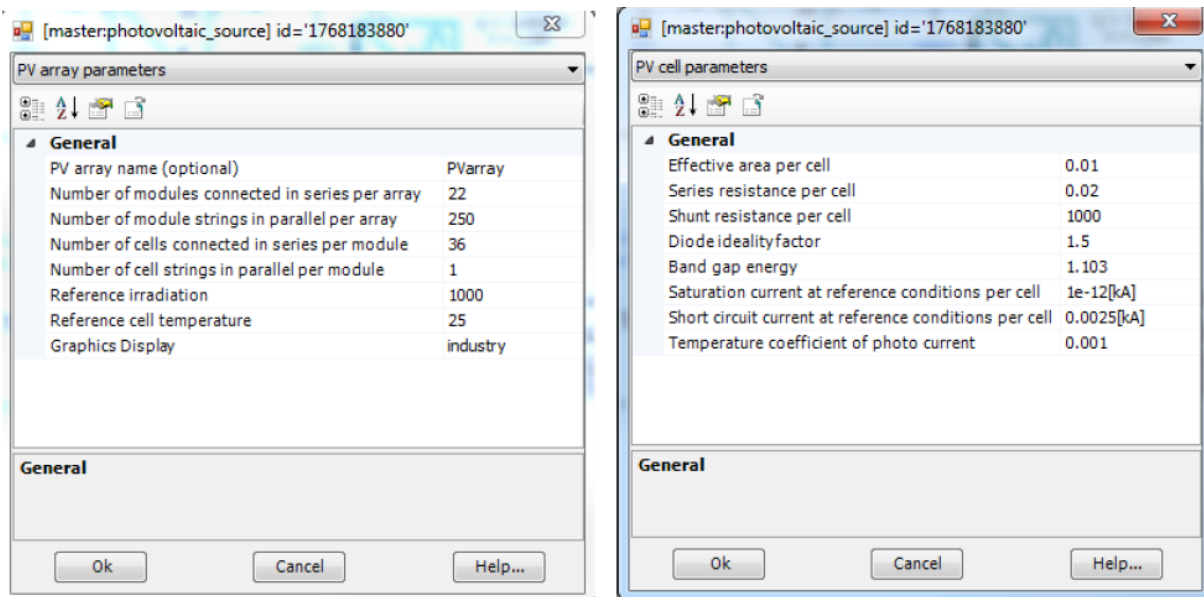 [master:photovoltaic_source] id='1768183880'
PV array parameters
General
PV array name (optional) PVarray
Number of modules connected in series per array 22
Number of module strings in parallel per array 250
Number of cells connected in series per module 36
Number of cell strings in parallel per module 1
Reference irradiation 1000
Reference cell temperature 25
Graphics Display industry
General
Ok Cancel Help...
[master:photovoltaic_source] id='1768183880'
PV cell parameters
General
Effective area per cell 0.01
Series resistance per cell 0.02
Shunt resistance per cell 1000
Diode ideality factor 1.5
Band gap energy 1.103
Saturation current at reference conditions per cell 1e-12[kA]
Short circuit current at reference conditions per cell 0.0025[kA]
Temperature coefficient of photo current 0.001
General
Ok Cancel Help...